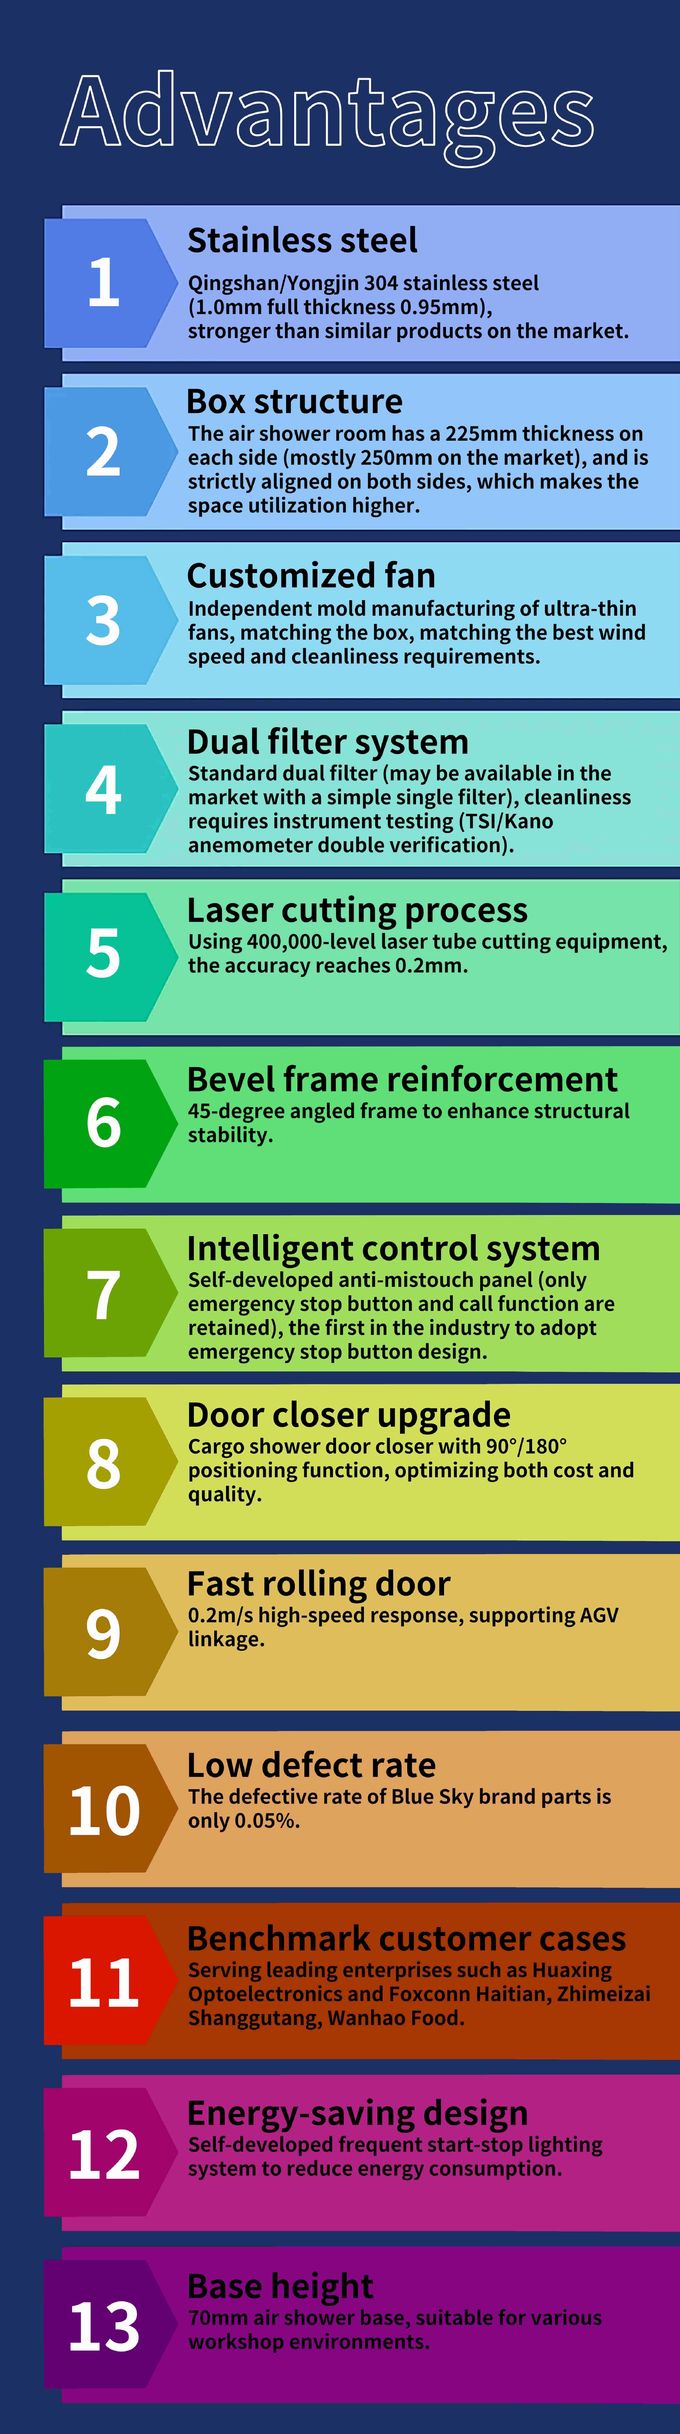 Advantages
1
Stainless steel
Qingshan/Yongjin 304 stainless steel
(1.0mm full thickness 0.95mm),
stronger than similar products on the market.
2
Box structure
The air shower room has a 225mm thickness on
each side (mostly 250mm on the market), and is
strictly aligned on both sides, which makes the
space utilization higher.
3
Customized fan
Independent mold manufacturing of ultra-thin
fans, matching the box, matching the best wind
speed and cleanliness requirements.
4
Dual filter system
Standard dual filter (may be available in the
market with a simple single filter), cleanliness
requires instrument testing (TSI/Kano
anemometer double verification).
5
Laser cutting process
Using 400,000-level laser tube cutting equipment,
the accuracy reaches 0.2mm.
6
Bevel frame reinforcement
45-degree angled frame to enhance structural
stability.
7
Intelligent control system
Self-developed anti-mistouch panel (only
emergency stop button and call function are
retained), the first in the industry to adopt
emergency stop button design.
8
Door closer upgrade
Cargo shower door closer with 90°/180°
positioning function, optimizing both cost and
quality.
9
Fast rolling door
0.2m/s high-speed response, supporting AGV
linkage.
10
Low defect rate
The defective rate of Blue Sky brand parts is
only 0.05%.
11
Benchmark customer cases
Serving leading enterprises such as Huaxing
Optoelectronics and Foxconn Haitian, Zhimeizai
Shanggutang, Wanhao Food.
12
Energy-saving design
Self-developed frequent start-stop lighting
system to reduce energy consumption.
13
Base height
70mm air shower base, suitable for various
workshop environments.